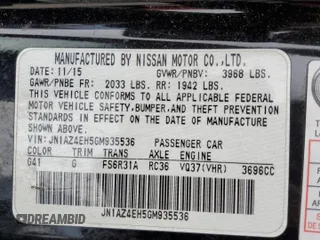 MANUFACTURED BY NISSAN MOTOR CO.,LTD.
DATE: 11/15 GVWR/PNBV: 3968 LBS.
GAWR/PNBE FR: 2033 LBS. RR: 1942 LBS.
THIS VEHICLE CONFORMS TO ALL APPLICABLE FEDERAL
MOTOR VEHICLE SAFETY, BUMPER, AND THEFT PREVENTION
STANDARDS IN EFFECT ON THE DATE OF MANUFACTURE
SHOWN ABOVE.
VIN: JN1AZ4EH5GM935536 PASSENGER CAR
COLOR TRIM TRANS AXLE ENGINE
G41 G FS6R31A RC36 VQ37(VHR) 3696CC
JN1AZ4EH5GM935536
DREAMBID